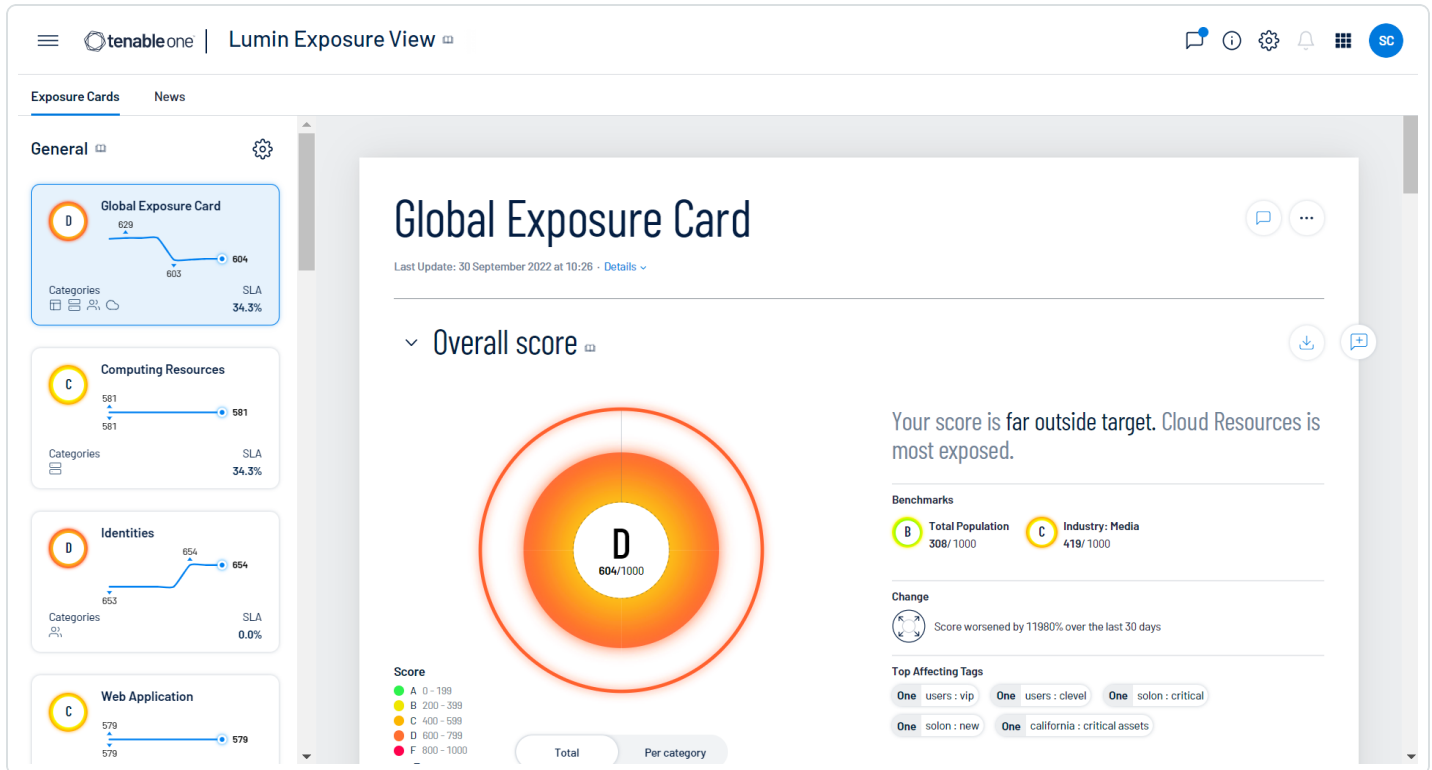 tenable one | Lumin Exposure View
SC
Exposure Cards News
General
D
Global Exposure Card
629
603
604
Categories SLA
34.3%
C
Computing Resources
581
581
581
Categories SLA
34.3%
D
Identities
654
653
654
Categories SLA
0.0%
C
Web Application
579
579
579
Global Exposure Card
Last Update: 30 September 2022 at 10:26 · Details
Overall score
D
604/1000
Score
A 0 - 199
B 200 - 399
C 400 - 599
D 600 - 799
F 800 - 1000
Total Per category
Your score is far outside target. Cloud Resources is
most exposed.
Benchmarks
B Total Population
308/ 1000
C Industry: Media
419/ 1000
Change
Score worsened by 11980% over the last 30 days
Top Affecting Tags
One users : vip One users : clevel One solon : critical
One solon : new One california : critical assets